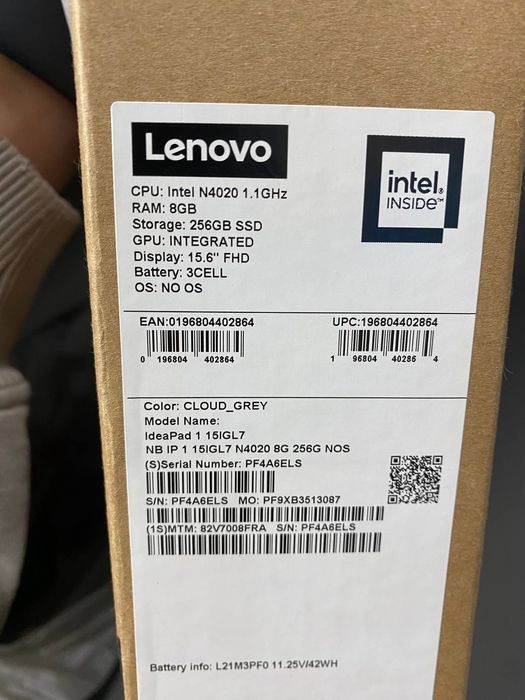 Lenovo
intel.
INSIDE™
CPU: Intel N4020 1.1GHz
RAM: 8GB
Storage: 256GB SSD
GPU: INTEGRATED
Display: 15.6" FHD
Battery: 3CELL
OS: NO OS
EAN:0196804402864
0 196804 402864
UPC:196804402864
1 96804 40286 4
Color: CLOUD_GREY
Model Name:
IdeaPad 1 15IGL7
NB IP 1 15IGL7 N4020 8G 256G NOS
(S)Serial Number: PF4A6ELS
S/N: PF4A6ELS MO: PF9XB3513087
(1S)MTM: 82V7008FRA S/N: PF4A6ELS
Battery info: L21M3PF0 11.25V/42WH